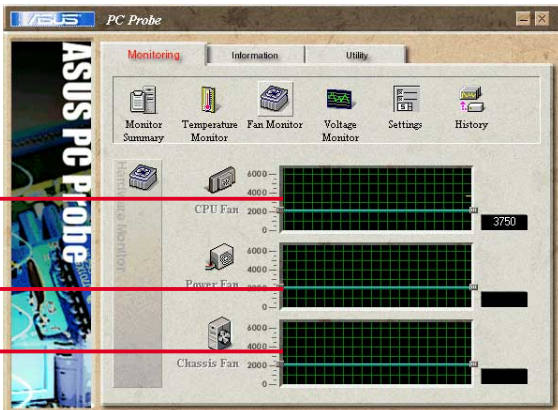 ASUS PC Probe
Monitoring Information Utility
ASUS PC Probe
Monitor Summary
Temperature Monitor
Fan Monitor
Voltage Monitor
Settings
History
Hardware Monitor
CPU Fan
6000
4000
2000
0
3750
Power Fan
6000
4000
2000
0
Chassis Fan
6000
4000
2000
0